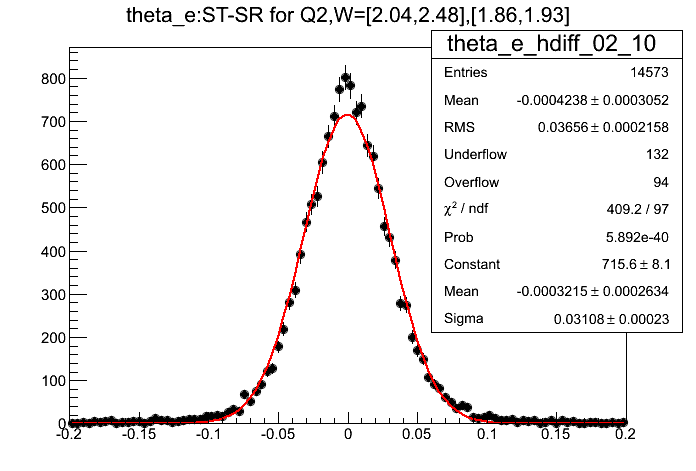 theta_e:ST-SR for Q2,W=[2.04,2.48],[1.86,1.93]
theta_e_hdiff_02_10
Entries 14573
Mean -0.0004238 ± 0.0003052
RMS 0.03656 ± 0.0002158
Underflow 132
Overflow 94
χ² / ndf 409.2 / 97
Prob 5.892e-40
Constant 715.6 ± 8.1
Mean -0.0003215 ± 0.0002634
Sigma 0.03108 ± 0.00023
800
700
600
500
400
300
200
100
0
-0.2 -0.15 -0.1 -0.05 0 0.05 0.1 0.15 0.2